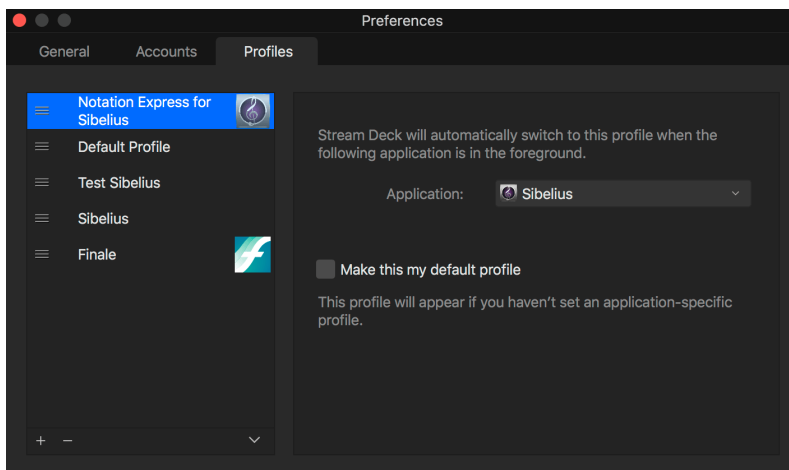 Preferences
General Accounts Profiles
Notation Express for
Sibelius
Default Profile
Test Sibelius
Sibelius
Finale
Stream Deck will automatically switch to this profile when the
following application is in the foreground.
Application: Sibelius
Make this my default profile
This profile will appear if you haven't set an application-specific
profile.